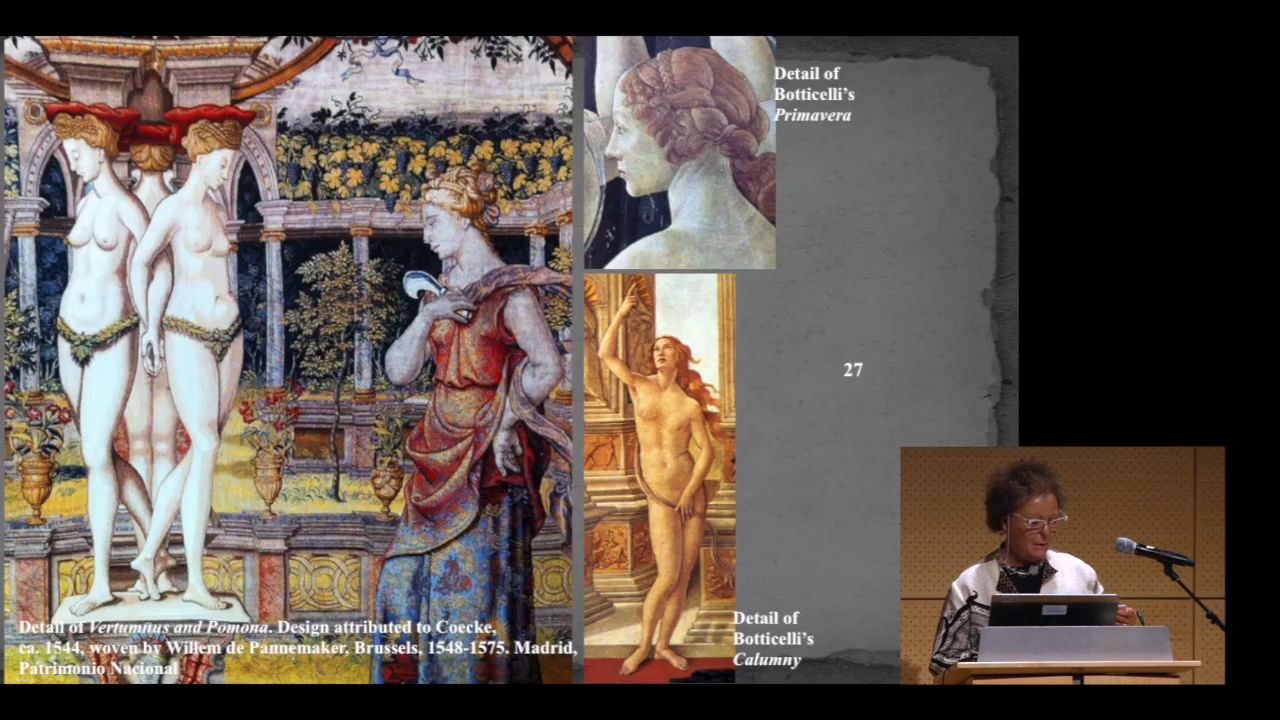 Detail of
Botticelli's
Primavera
27
Detail of
Botticelli's
Calumny
Detail of Vertumnus and Pomona. Design attributed to Coecke,
ca. 1544, woven by Willem de Pannemaker, Brussels, 1548-1575. Madrid,
Patrimonio Nacional